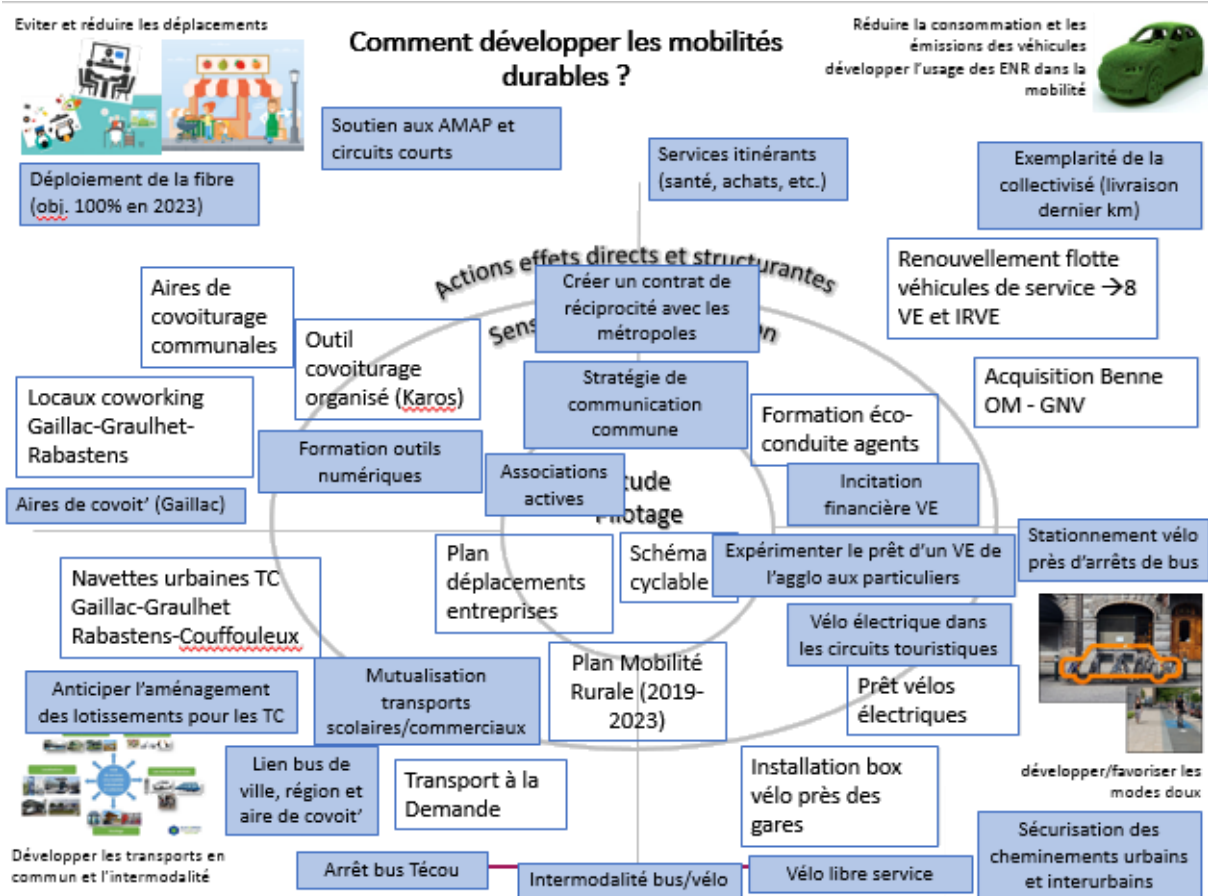 Eviter et réduire les déplacements
Comment développer les mobilités
durables ?
Réduire la consommation et les
émissions des véhicules
développer l'usage des ENR dans la
mobilité
Soutien aux AMAP et
circuits courts
Services itinérants
(santé, achats, etc.)
Exemplarité de la
collectivisé (livraison
dernier km)
Déploiement de la fibre
(obj. 100% en 2023)
Actions effets directs et structurantes
Sens
on
Créer un contrat de
réciprocité avec les
métropoles
Renouvellement flotte
véhicules de service →8
VE et IRVE
Aires de
covoiturage
communales
Outil
covoiturage
organisé (Karos)
Stratégie de
communication
commune
Acquisition Benne
OM - GNV
Locaux coworking
Gaillac-Graulhet-
Rabastens
Formation éco-
conduite agents
Formation outils
numériques
Associations
actives
tude
Pilotage
Incitation
financière VE
Aires de covoit' (Gaillac)
Stationnement vélo
près d'arrêts de bus
Plan
déplacements
entreprises
Schéma
cyclable
Expérimenter le prêt d'un VE de
l'agglo aux particuliers
Navettes urbaines TC
Gaillac-Graulhet
Rabastens-Couffouleux
Vélo électrique dans
les circuits touristiques
Plan Mobilité
Rurale (2019-
2023)
Mutualisation
transports
scolaires/commerciaux
Anticiper l'aménagement
des lotissements pour les TC
Prêt vélos
électriques
Lien bus de
ville, région et
aire de covoit'
Transport à la
Demande
Installation box
vélo près des
gares
développer/favoriser les
modes doux
Développer les transports en
commun et l'intermodalité
Arrêt bus Técou
Intermodalité bus/vélo
Vélo libre service
Sécurisation des
cheminements urbains
et interurbains